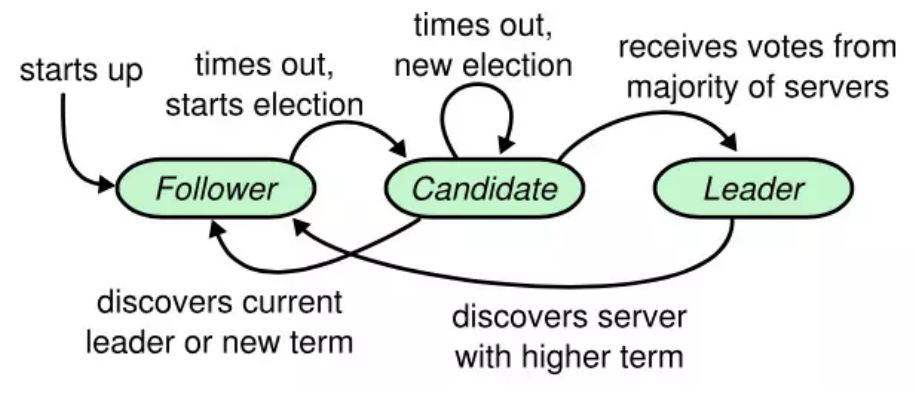 starts up
times out,
starts election
times out,
new election
receives votes from
majority of servers
Follower
Candidate
Leader
discovers current
leader or new term
discovers server
with higher term